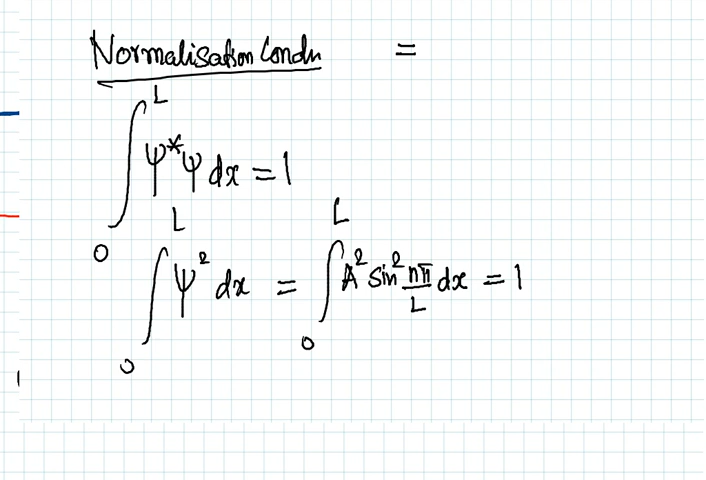 Normalisation Condn =
∫₀ᴸ ψ*ψ dx = 1
∫₀ᴸ ψ² dx = ∫₀ᴸ A² sin² nπ/L dx = 1